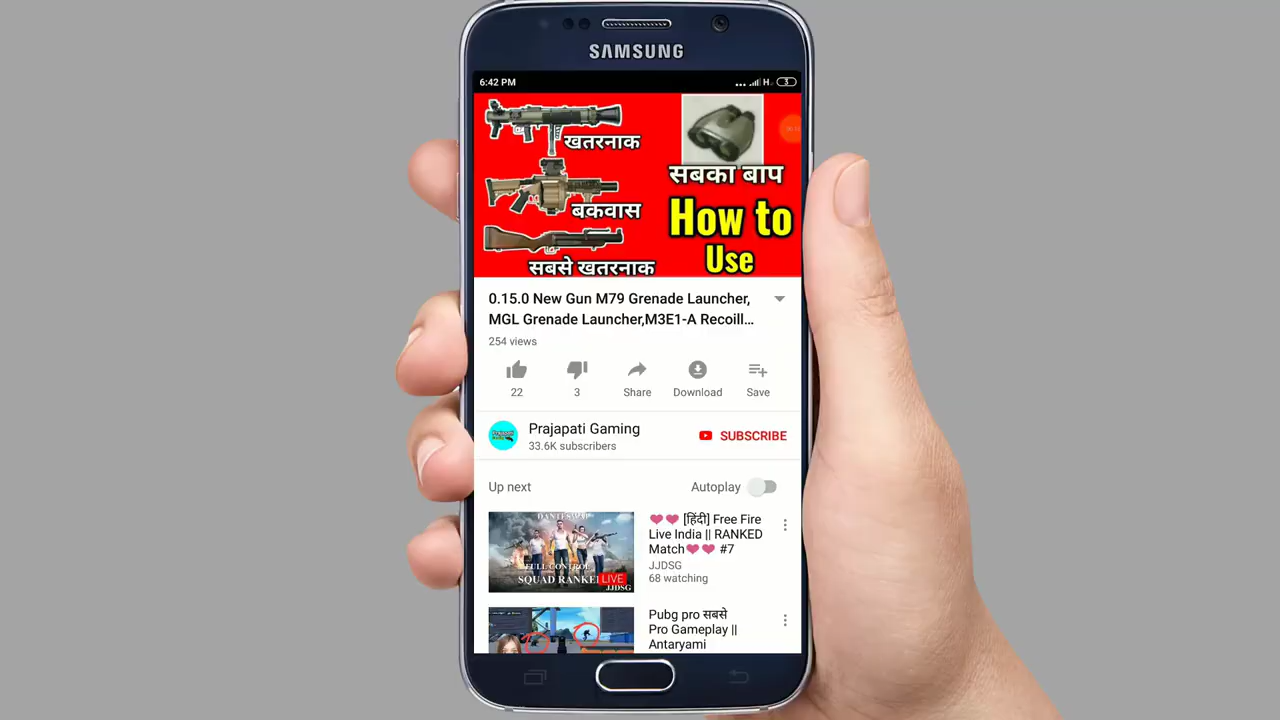 SAMSUNG
6:42 PM
H
3
खतरनाक
बकवास
सबसे खतरनाक
सबका बाप
How to
Use
0.15.0 New Gun M79 Grenade Launcher,
MGL Grenade Launcher,M3E1-A Recoill...
254 views
22
3
Share
Download
Save
Prajapati Gaming
33.6K subscribers
SUBSCRIBE
Up next
Autoplay
SQUAD RANKE
LIVE
JJDSG
❤❤ [हिंदी] Free Fire
Live India || RANKED
Match❤❤ #7
JJDSG
68 watching
Pubg pro सबसे
Pro Gameplay ||
Antaryami